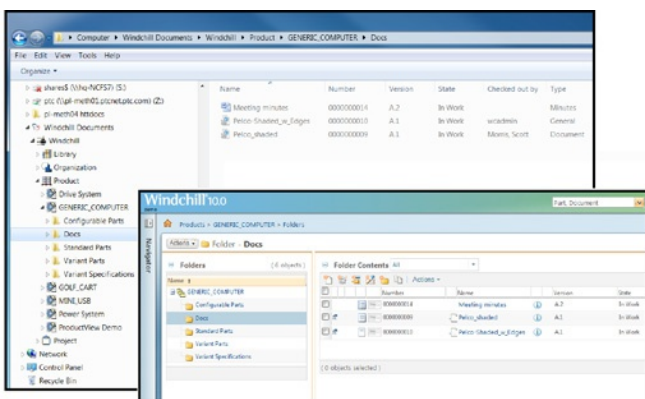 Computer ▸ Windchill Documents ▸ Windchill ▸ Product ▸ GENERIC_COMPUTER ▸ Docs
File Edit View Tools Help
Organize
Name Number Version State Checked out by Type
shares$ (\\hq-NCFS7) (S:)
ptc (\\pl-meth01.ptcnet.ptc.com) (Z:)
pl-meth04 httdocs
Windchill Documents
Windchill
Library
Organization
Product
Drive System
GENERIC_COMPUTER
Configurable Parts
Docs
Standard Parts
Variant Parts
Variant Specifications
GOLF_CART
MINI_USB
Power System
ProductView Demo
Project
Network
Control Panel
Recycle Bin
Meeting minutes 0000000014 A.2 In Work Minutes
Pelco-Shaded_w_Edges 0000000010 A.1 In Work wcadmin General
Pelco_shaded 0000000009 A.1 In Work Morris, Scott Document
Windchill 10.0
Part, Document
Navigator
Products > GENERIC_COMPUTER > Folders
Actions Folder - Docs
Folders (6 objects)
Name
GENERIC_COMPUTER
Configurable Parts
Docs
Standard Parts
Variant Parts
Variant Specifications
Folder Contents All
Actions
Number Name Version State
0000000014 Meeting minutes A.2 In Work
0000000009 Pelco_shaded A.1 In Work
Pelco-Shaded_w_Edges A.1 In Work
(0 objects selected)